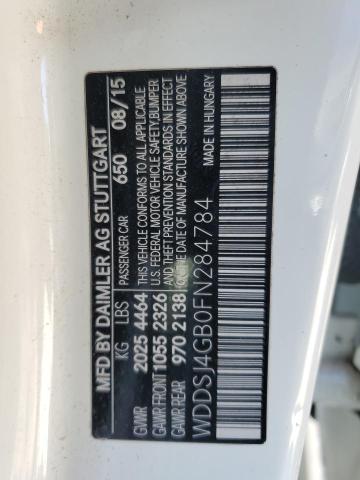 MFD BY DAIMLER AG STUTTGART
KG LBS PASSENGER CAR 650 08/15
GVWR 2025 4464 THIS VEHICLE CONFORMS TO ALL APPLICABLE
GAWR FRONT 1055 2326 U.S. FEDERAL MOTOR VEHICLE SAFETY,BUMPER
GAWR REAR 970 2138 AND THEFT PREVENTION STANDARDS IN EFFECT
ON THE DATE OF MANUFACTURE SHOWN ABOVE
WDDSJ4GB0FN284784 MADE IN HUNGARY